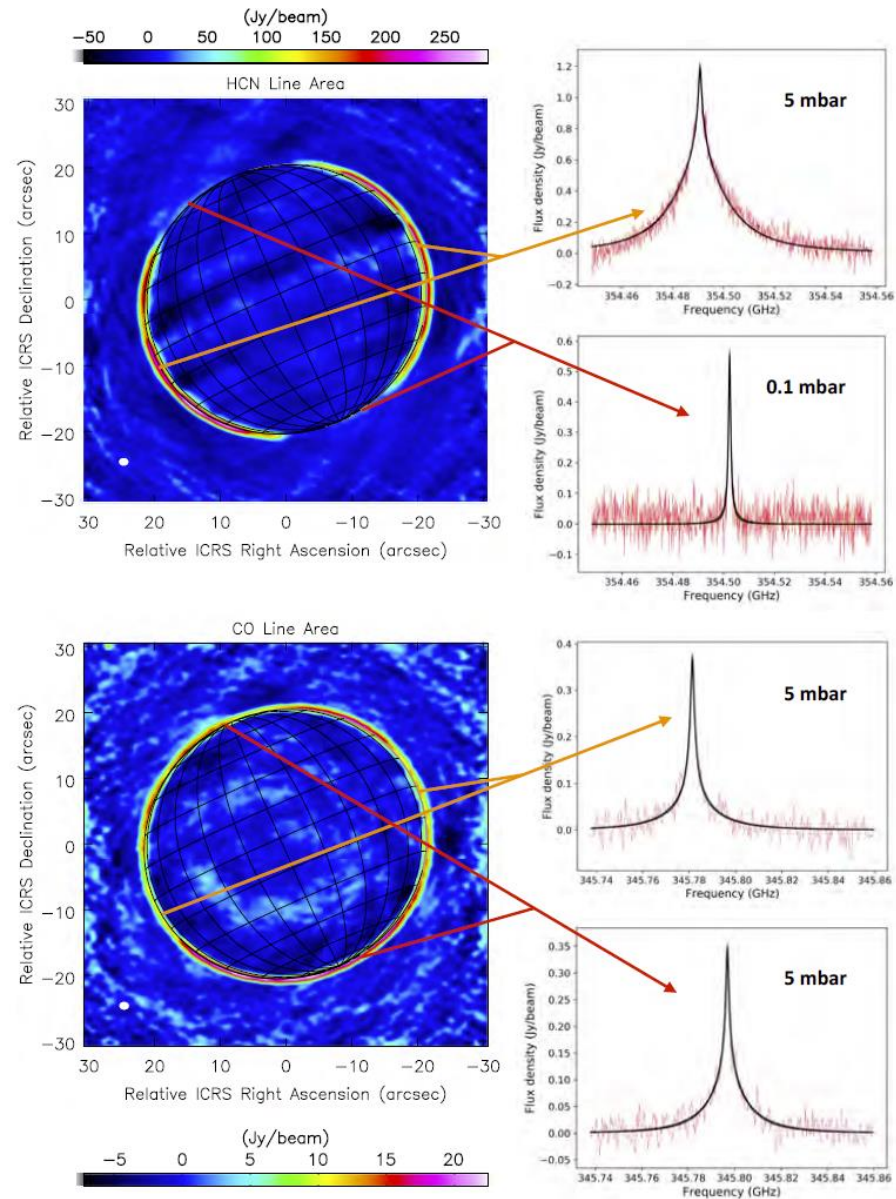 (Jy/beam)
−50 0 50 100 150 200 250
HCN Line Area
30
20
10
0
−10
−20
−30
Relative ICRS Declination (arcsec)
30 20 10 0 −10 −20 −30
Relative ICRS Right Ascension (arcsec)
5 mbar
1.2
1.0
0.8
0.6
0.4
0.2
0.0
−0.2
Flux density (Jy/beam)
354.46 354.48 354.50 354.52 354.54 354.56
Frequency (GHz)
0.1 mbar
0.6
0.5
0.4
0.3
0.2
0.1
0.0
−0.1
Flux density (Jy/beam)
354.46 354.48 354.50 354.52 354.54 354.56
Frequency (GHz)
CO Line Area
30
20
10
0
−10
−20
−30
Relative ICRS Declination (arcsec)
30 20 10 0 −10 −20 −30
Relative ICRS Right Ascension (arcsec)
(Jy/beam)
−5 0 5 10 15 20
5 mbar
0.4
0.3
0.2
0.1
0.0
Flux density (Jy/beam)
345.74 345.76 345.78 345.80 345.82 345.84 345.86
Frequency (GHz)
5 mbar
0.35
0.30
0.25
0.20
0.15
0.10
0.05
0.00
−0.05
Flux density (Jy/beam)
345.74 345.76 345.78 345.80 345.82 345.84 345.86
Frequency (GHz)